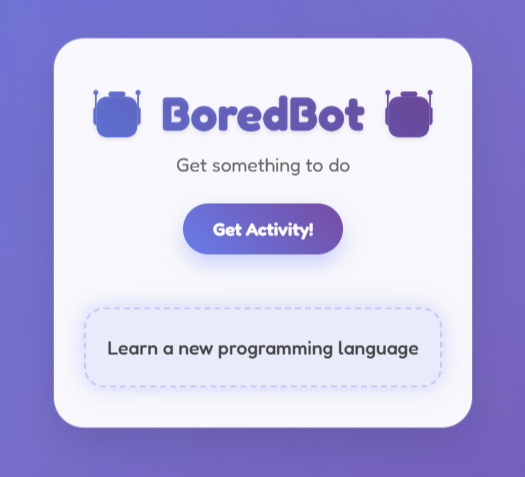 BoredBot
Get something to do
Get Activity!
Learn a new programming language